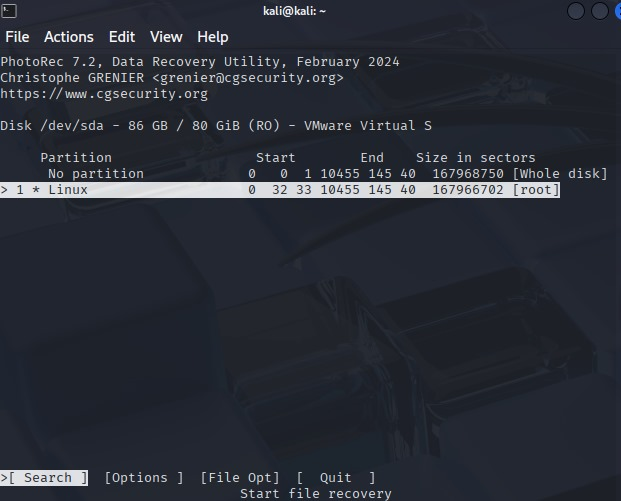 kali@kali: ~
File Actions Edit View Help
PhotoRec 7.2, Data Recovery Utility, February 2024
Christophe GRENIER <grenier@cgsecurity.org>
https://www.cgsecurity.org
Disk /dev/sda - 86 GB / 80 GiB (RO) - VMware Virtual S
Partition Start End Size in sectors
No partition 0 0 1 10455 145 40 167968750 [Whole disk]
> 1 * Linux 0 32 33 10455 145 40 167966702 [root]
>[ Search ] [Options ] [File Opt] [ Quit ]
Start file recovery